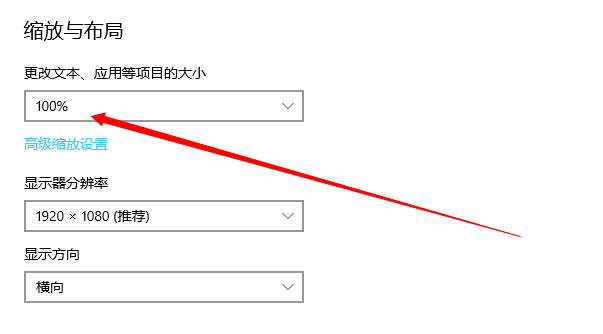 缩放与布局
更改文本、应用等项目的大小
100%
高级缩放设置
显示器分辨率
1920 × 1080 (推荐)
显示方向
横向